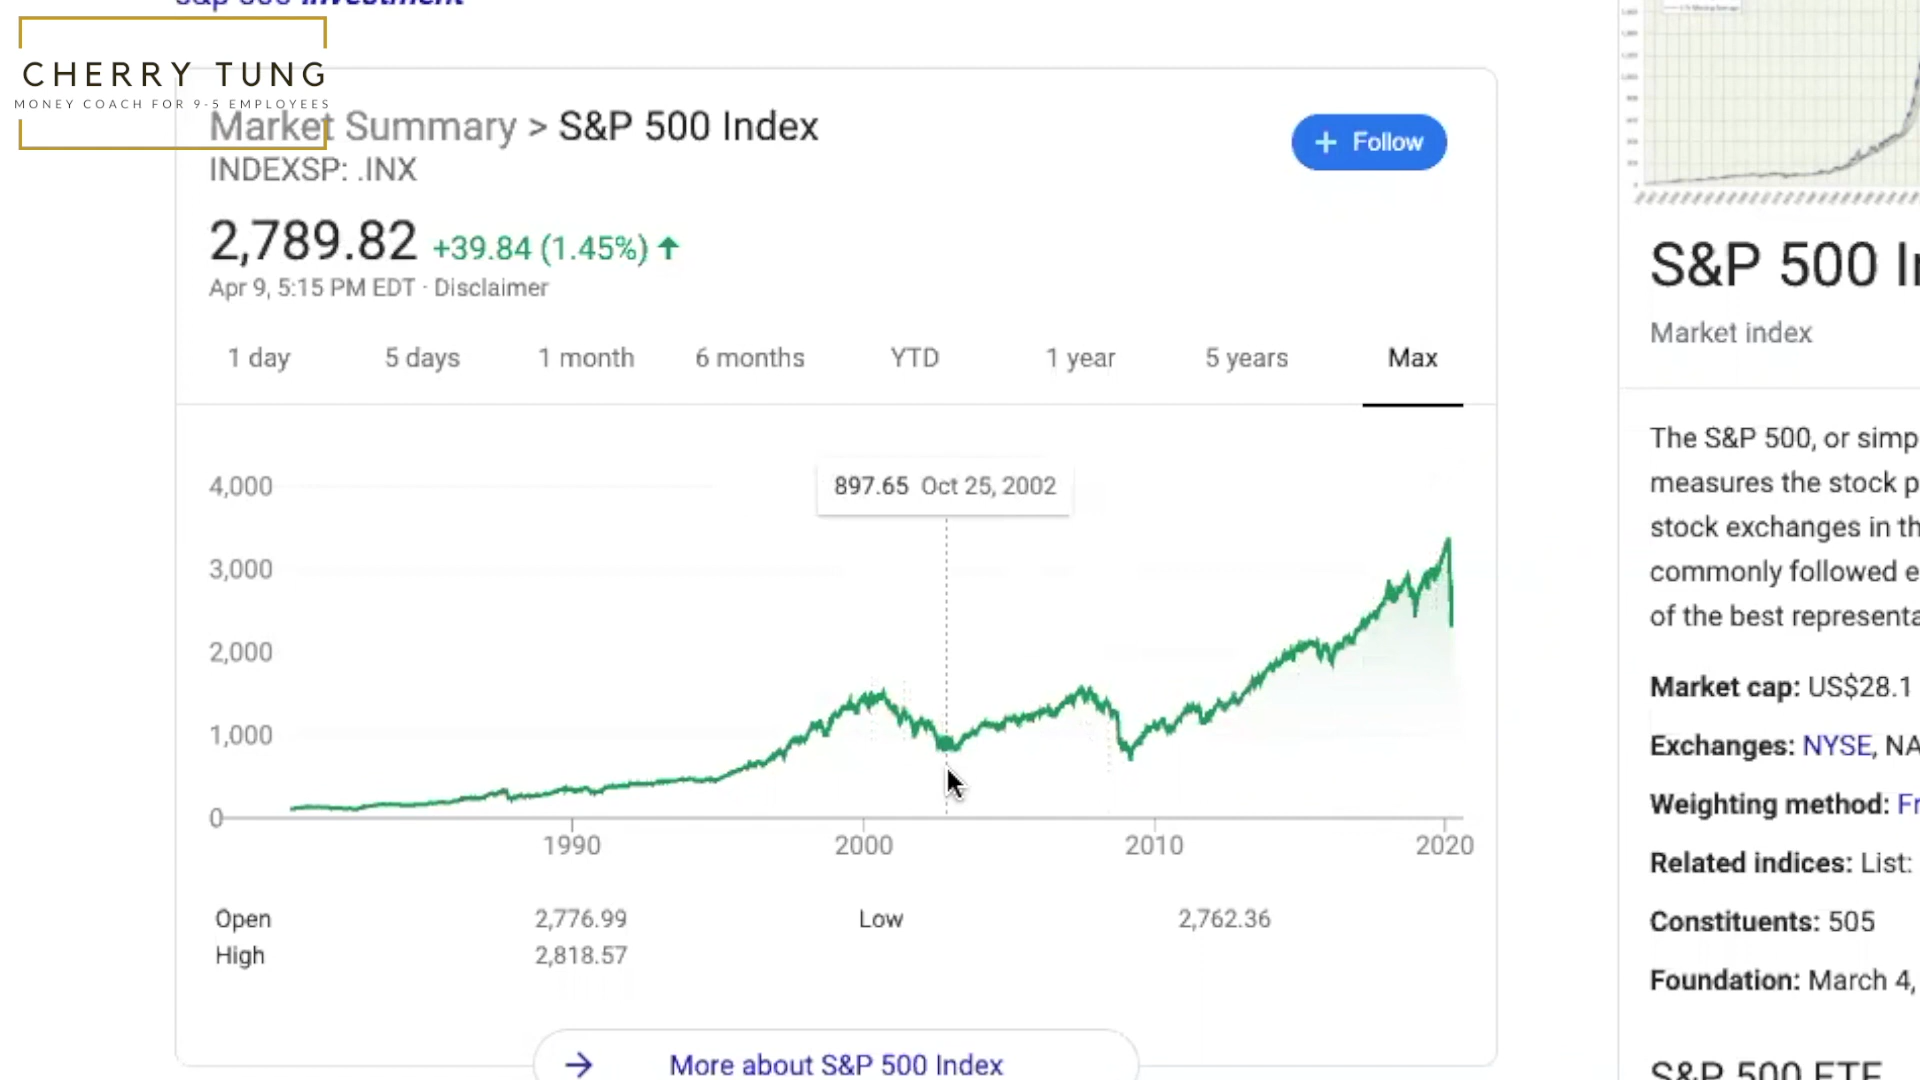 s&p 500 investment
CHERRY TUNG
MONEY COACH FOR 9-5 EMPLOYEES
Market Summary > S&P 500 Index
INDEXSP: .INX
+ Follow
2,789.82 +39.84 (1.45%) ↑
Apr 9, 5:15 PM EDT · Disclaimer
1 day 5 days 1 month 6 months YTD 1 year 5 years Max
897.65 Oct 25, 2002
4,000
3,000
2,000
1,000
0
1990 2000 2010 2020
Open 2,776.99 Low 2,762.36
High 2,818.57
→ More about S&P 500 Index
S&P 500 I
Market index
The S&P 500, or simp
measures the stock p
stock exchanges in th
commonly followed e
of the best representa
Market cap: US$28.1
Exchanges: NYSE, NA
Weighting method: Fr
Related indices: List:
Constituents: 505
Foundation: March 4,
S&P 500 ETF